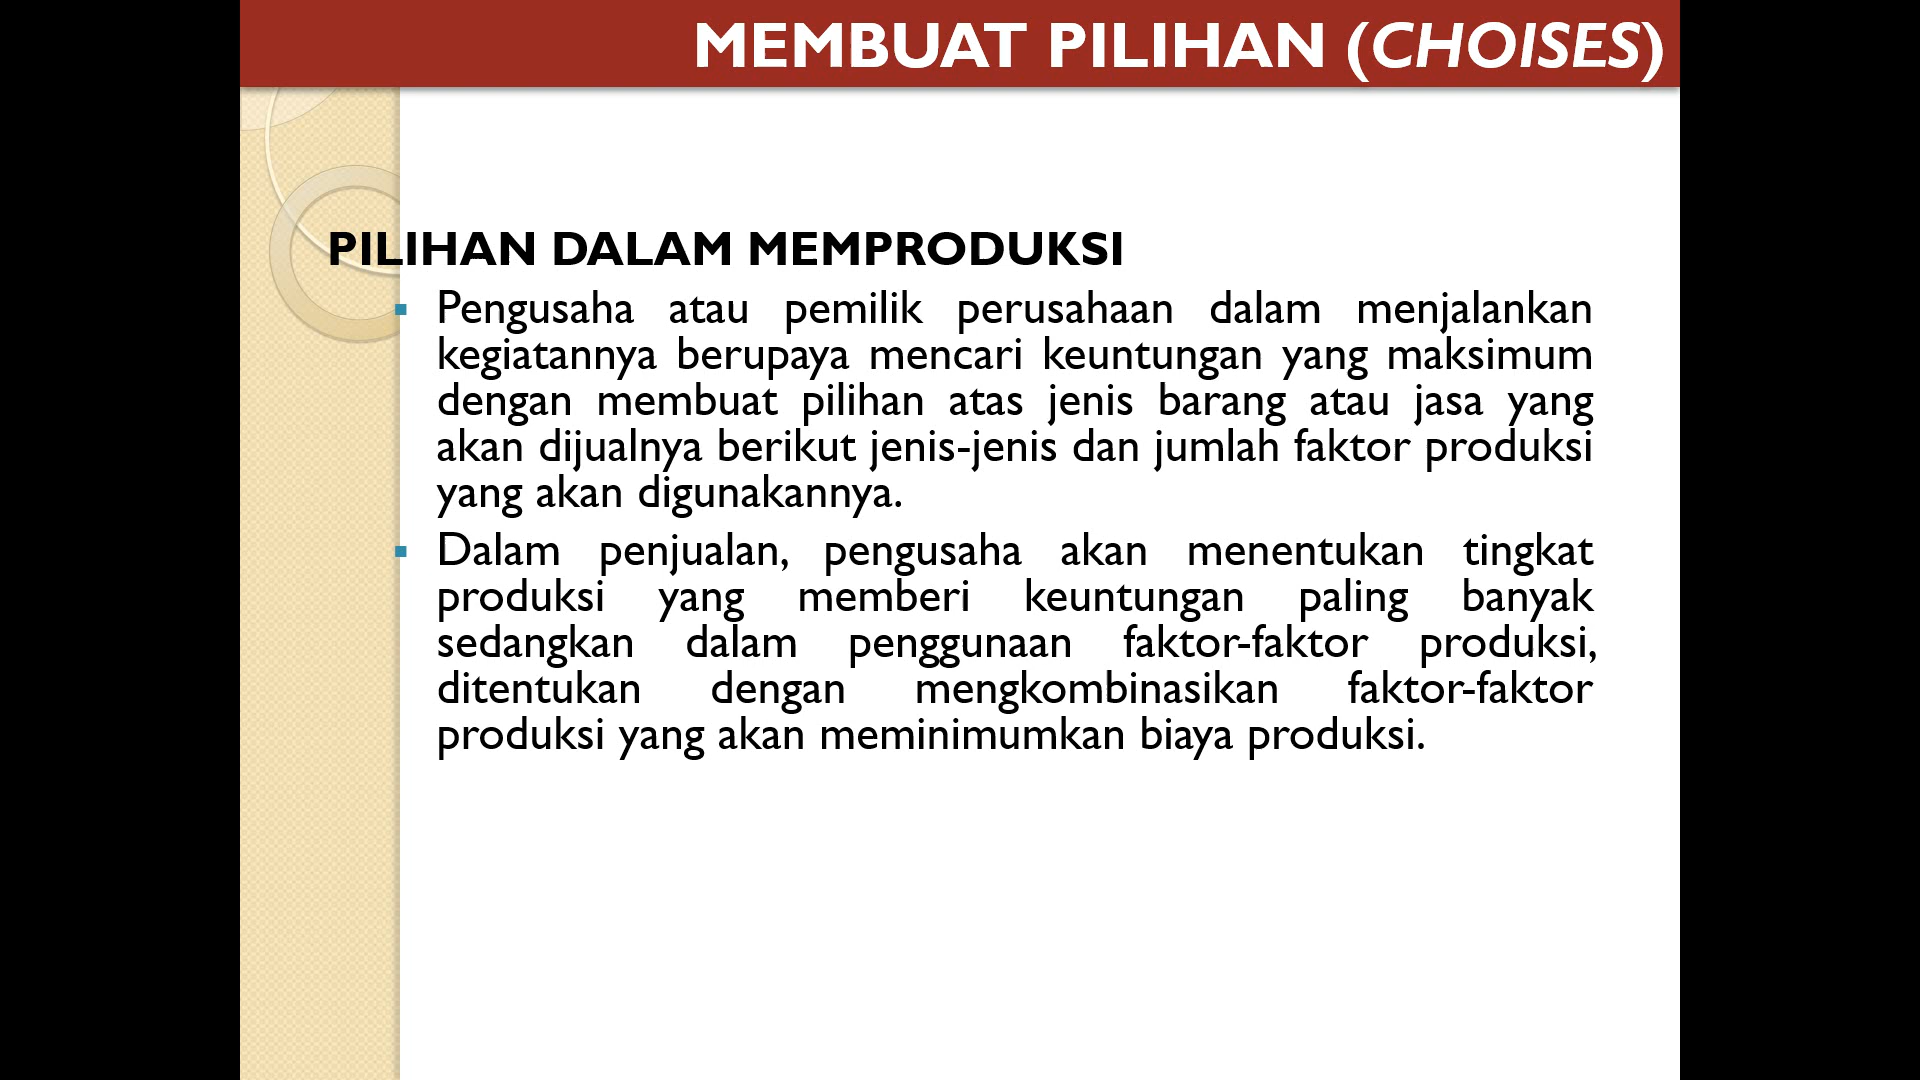 MEMBUAT PILIHAN (CHOISES)
PILIHAN DALAM MEMPRODUKSI
▪ Pengusaha atau pemilik perusahaan dalam menjalankan
kegiatannya berupaya mencari keuntungan yang maksimum
dengan membuat pilihan atas jenis barang atau jasa yang
akan dijualnya berikut jenis-jenis dan jumlah faktor produksi
yang akan digunakannya.
▪ Dalam penjualan, pengusaha akan menentukan tingkat
produksi yang memberi keuntungan paling banyak
sedangkan dalam penggunaan faktor-faktor produksi,
ditentukan dengan mengkombinasikan faktor-faktor
produksi yang akan meminimumkan biaya produksi.